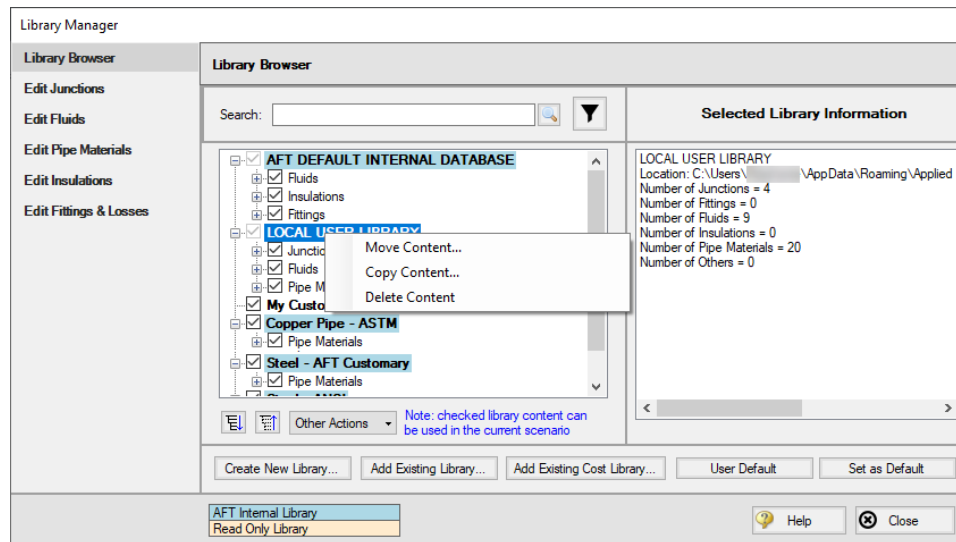 Library Manager
Library Browser
Edit Junctions
Edit Fluids
Edit Pipe Materials
Edit Insulations
Edit Fittings & Losses
Library Browser
Search:
AFT DEFAULT INTERNAL DATABASE
Fluids
Insulations
Fittings
LOCAL USER LIBRARY
Junctio
Fluids
Pipe M
My Custo
Copper Pipe - ASTM
Pipe Materials
Steel - AFT Customary
Pipe Materials
Move Content...
Copy Content...
Delete Content
Other Actions
Note: checked library content can
be used in the current scenario
Selected Library Information
LOCAL USER LIBRARY
Location: C:\Users\ \AppData\Roaming\Applied
Number of Junctions = 4
Number of Fittings = 0
Number of Fluids = 9
Number of Insulations = 0
Number of Pipe Materials = 20
Number of Others = 0
Create New Library...
Add Existing Library...
Add Existing Cost Library...
User Default
Set as Default
AFT Internal Library
Read Only Library
Help
Close